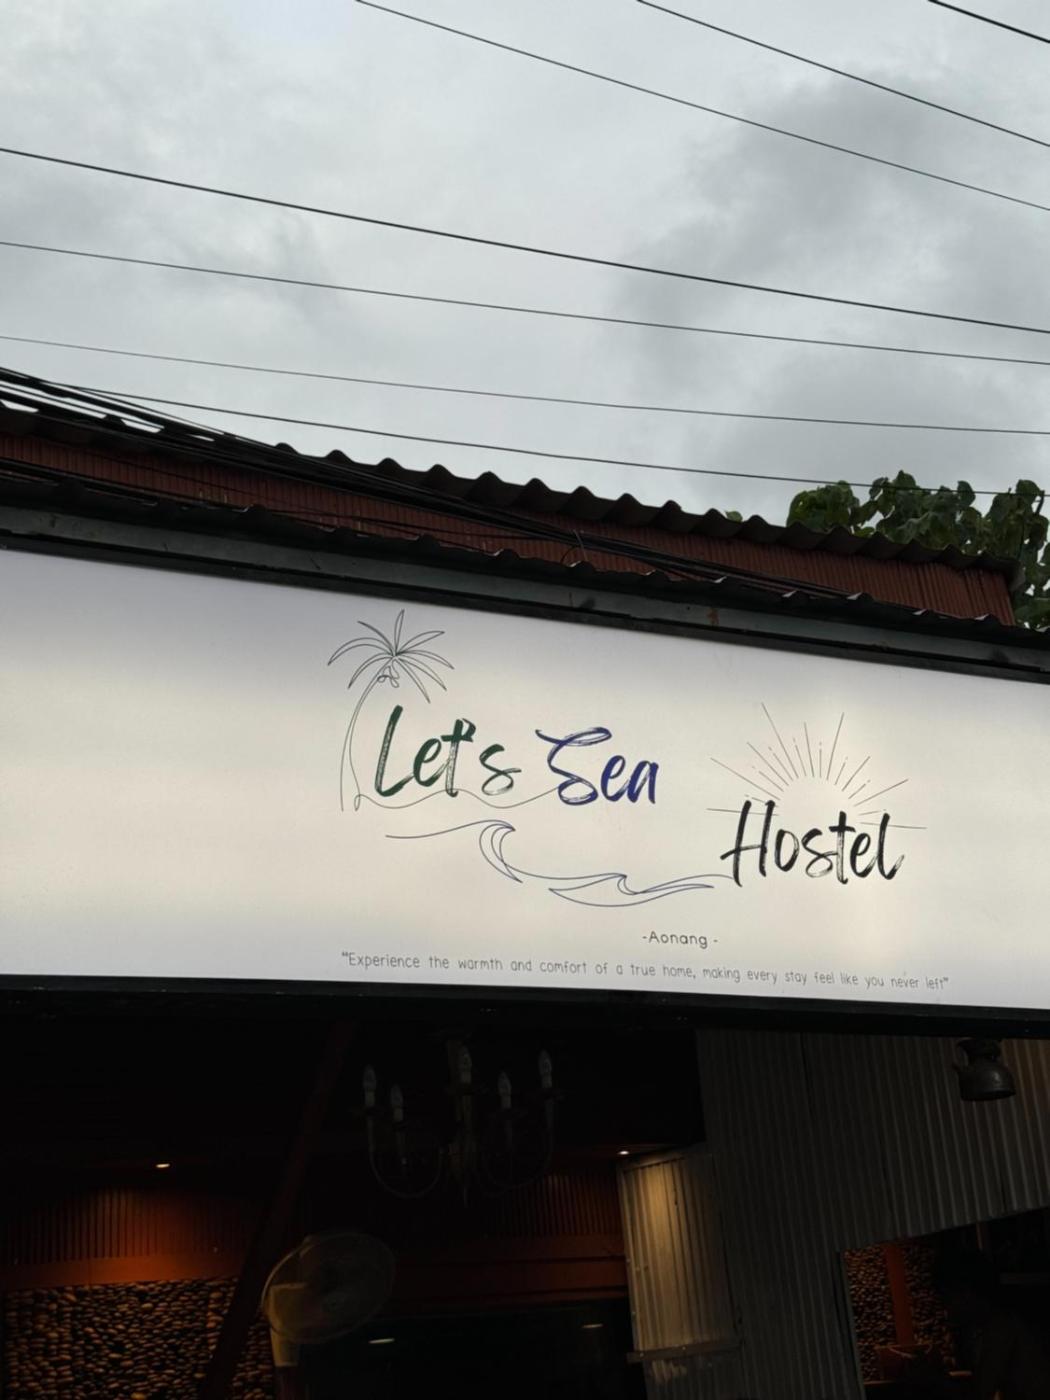 Let's Sea
Hostel
-Aonang -
"Experience the warmth and comfort of a true home, making every stay feel like you never left"